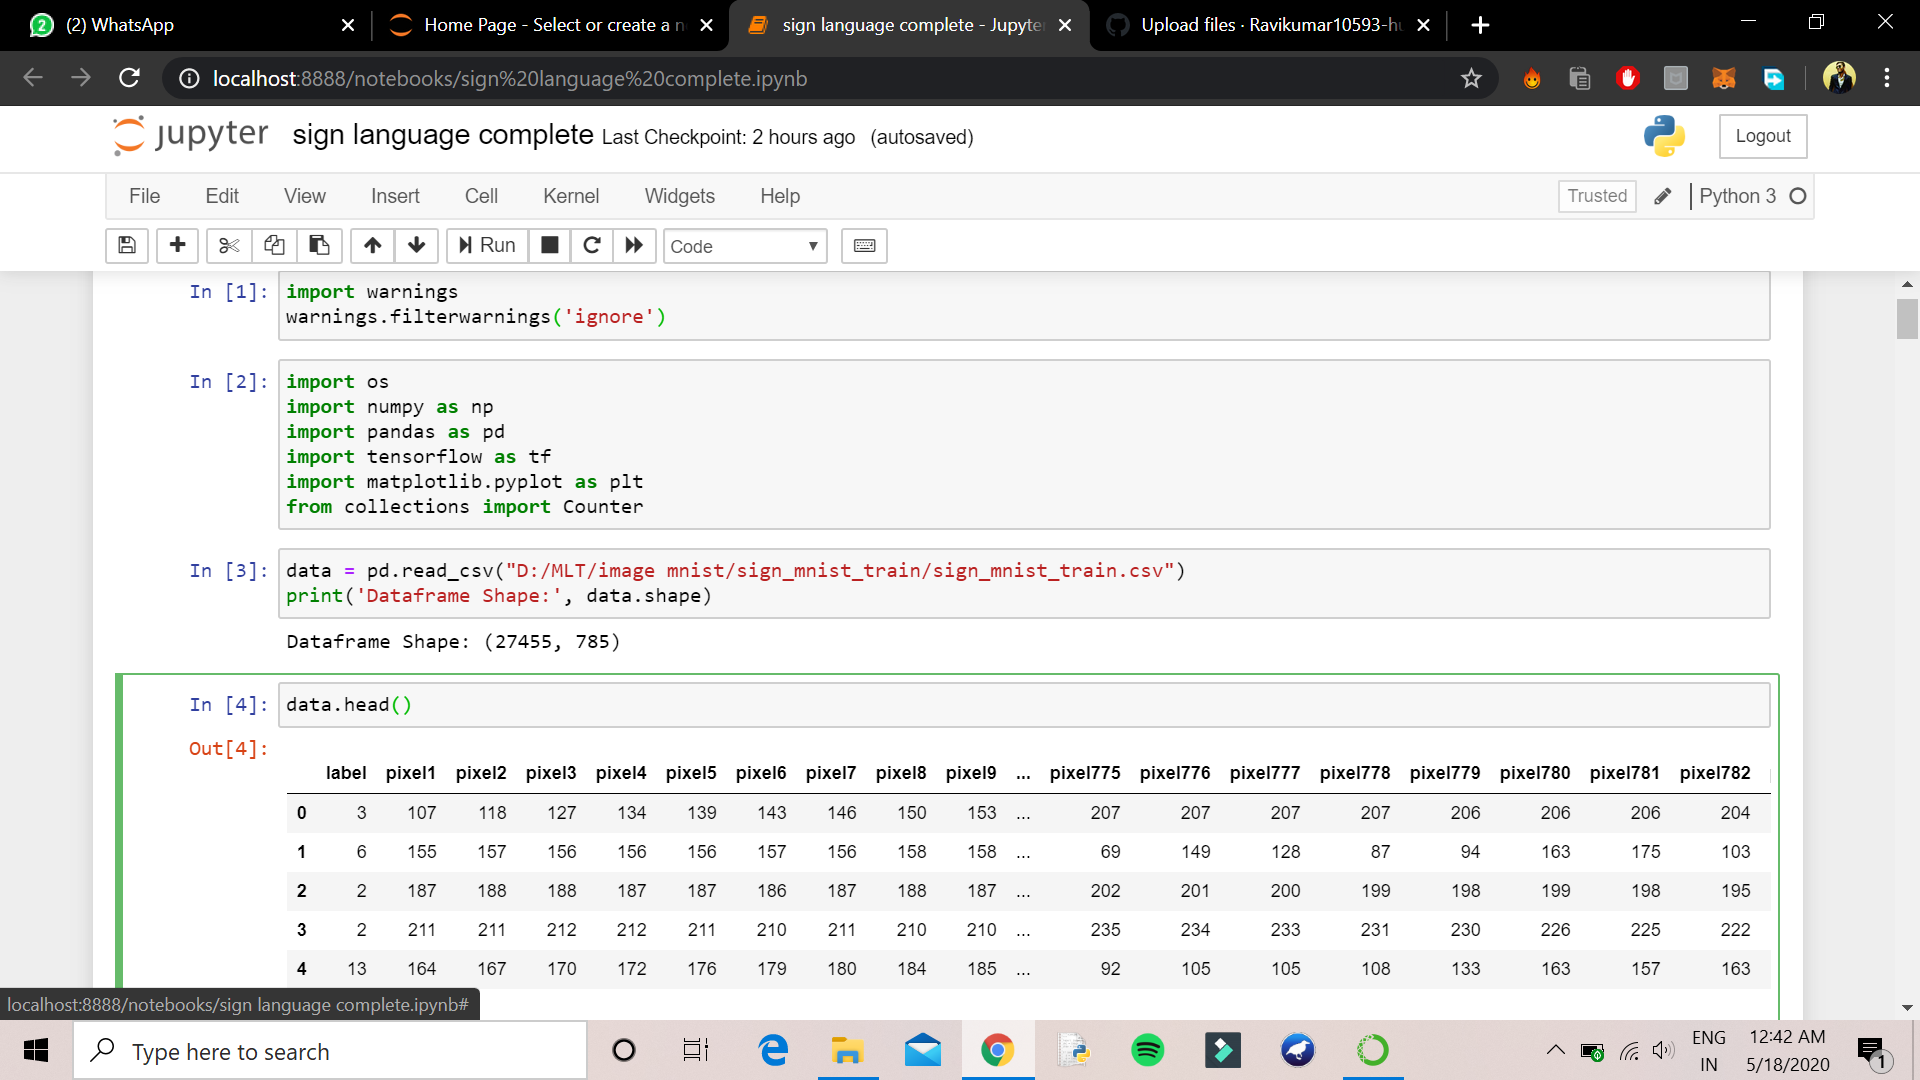 (2) WhatsApp
Home Page - Select or create a n
sign language complete - Jupyte
Upload files · Ravikumar10593-hu
localhost:8888/notebooks/sign%20language%20complete.ipynb
jupyter sign language complete Last Checkpoint: 2 hours ago (autosaved)
Logout
File Edit View Insert Cell Kernel Widgets Help
Trusted Python 3
Run Code
In [1]: import warnings
warnings.filterwarnings('ignore')
In [2]: import os
import numpy as np
import pandas as pd
import tensorflow as tf
import matplotlib.pyplot as plt
from collections import Counter
In [3]: data = pd.read_csv("D:/MLT/image mnist/sign_mnist_train/sign_mnist_train.csv")
print('Dataframe Shape:', data.shape)
Dataframe Shape: (27455, 785)
In [4]: data.head()
Out[4]:
label pixel1 pixel2 pixel3 pixel4 pixel5 pixel6 pixel7 pixel8 pixel9 ... pixel775 pixel776 pixel777 pixel778 pixel779 pixel780 pixel781 pixel782
0 3 107 118 127 134 139 143 146 150 153 ... 207 207 207 207 206 206 206 204
1 6 155 157 156 156 156 157 156 158 158 ... 69 149 128 87 94 163 175 103
2 2 187 188 188 187 187 186 187 188 187 ... 202 201 200 199 198 199 198 195
3 2 211 211 212 212 211 210 211 210 210 ... 235 234 233 231 230 226 225 222
4 13 164 167 170 172 176 179 180 184 185 ... 92 105 105 108 133 163 157 163
localhost:8888/notebooks/sign language complete.ipynb#
Type here to search
ENG
IN
12:42 AM
5/18/2020
1